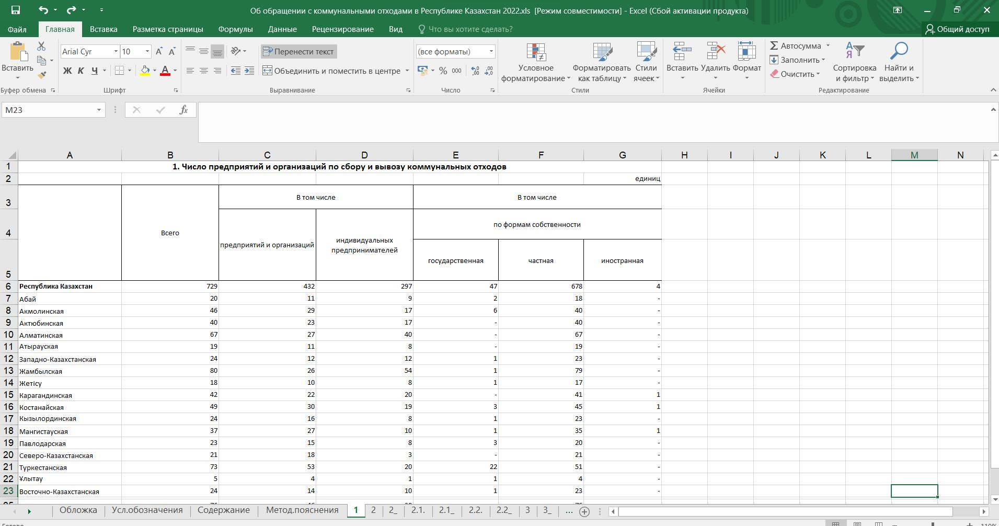 Об обращении с коммунальными отходами в Республике Казахстан 2022.xls [Режим совместимости] - Excel (Сбой активации продукта)
Файл Главная Вставка Разметка страницы Формулы Данные Рецензирование Вид Что вы хотите сделать? Общий доступ
Arial Cyr 10 Перенести текст (все форматы) Автосумма
Вставить Условное форматирование Форматировать как таблицу Стили ячеек Вставить Удалить Формат Заполнить Сортировка и фильтр Найти и выделить
Ж К Ч Объединить и поместить в центре % 000 Очистить
Буфер обмена Шрифт Выравнивание Число Стили Ячейки Редактирование
M23 fx
A B C D E F G H I J K L M N
1 1. Число предприятий и организаций по сбору и вывозу коммунальных отходов
2 единиц
3 В том числе В том числе
4 Всего предприятий и организаций индивидуальных предпринимателей по формам собственности
5 государственная частная иностранная
6 Республика Казахстан 729 432 297 47 678 4
7 Абай 20 11 9 2 18 -
8 Акмолинская 46 29 17 6 40 -
9 Актюбинская 40 23 17 - 40 -
10 Алматинская 67 27 40 - 67 -
11 Атырауская 19 11 8 - 19 -
12 Западно-Казахстанская 24 12 12 1 23 -
13 Жамбылская 80 26 54 1 79 -
14 Жетісу 18 10 8 1 17 -
15 Карагандинская 42 22 20 - 41 1
16 Костанайская 49 30 19 3 45 1
17 Кызылординская 24 16 8 1 23 -
18 Мангистауская 37 27 10 1 35 1
19 Павлодарская 23 15 8 3 20 -
20 Северо-Казахстанская 21 18 3 - 21 -
21 Туркестанская 73 53 20 22 51 -
22 Ұлытау 5 4 1 1 4 -
23 Восточно-Казахстанская 24 14 10 1 23 -
Обложка Усл.обозначения Содержание Метод.пояснения 1 2 2_ 2.1. 2.1_ 2.2. 2.2_ 3 3_ ...